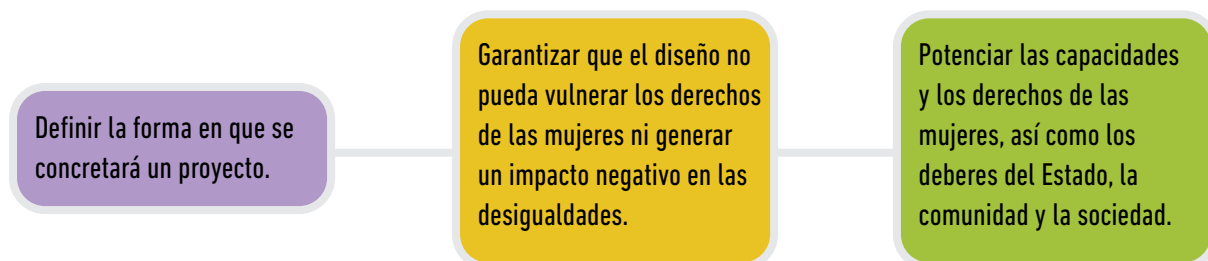 Definir la forma en que se
concretará un proyecto.
Garantizar que el diseño no
pueda vulnerar los derechos
de las mujeres ni generar
un impacto negativo en las
desigualdades.
Potenciar las capacidades
y los derechos de las
mujeres, así como los
deberes del Estado, la
comunidad y la sociedad.